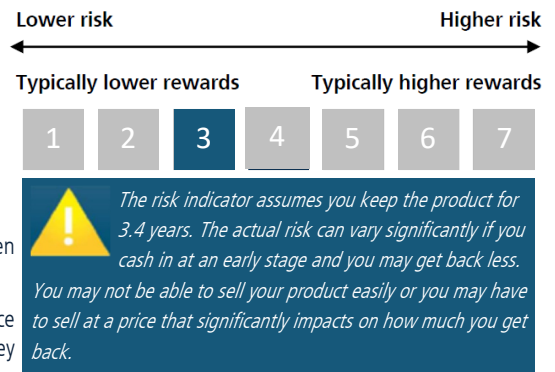 Lower risk Higher risk
Typically lower rewards Typically higher rewards
1 2 3 4 5 6 7
The risk indicator assumes you keep the product for
3.4 years. The actual risk can vary significantly if you
en cash in at an early stage and you may get back less.
You may not be able to sell your product easily or you may have
ce to sell at a price that significantly impacts on how much you get
ey back.